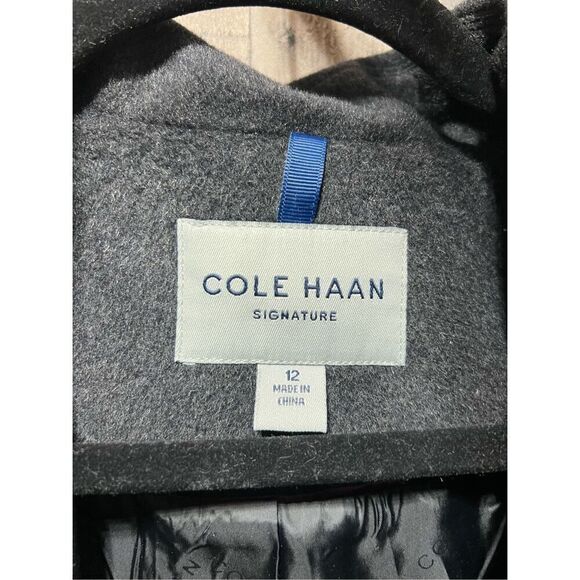 COLE HAAN
SIGNATURE
12
MADE IN
CHINA